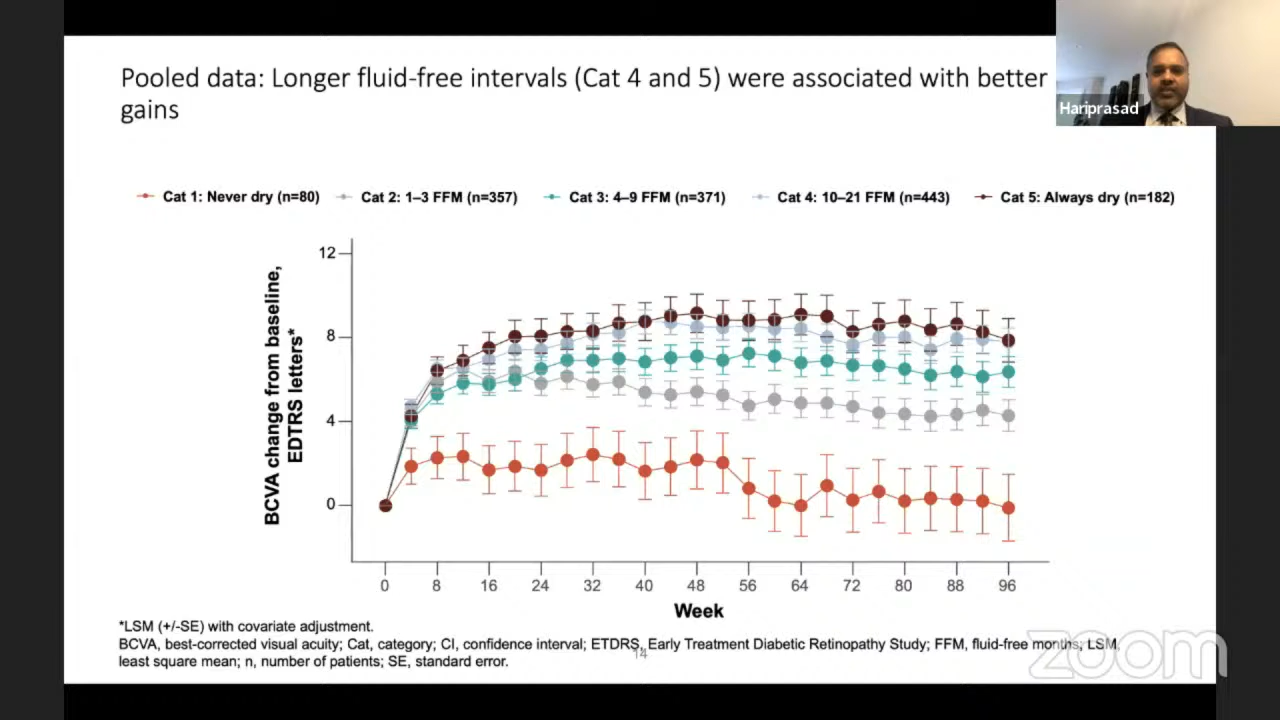 Pooled data: Longer fluid-free intervals (Cat 4 and 5) were associated with better
gains
Hariprasad
Cat 1: Never dry (n=80) Cat 2: 1–3 FFM (n=357) Cat 3: 4–9 FFM (n=371) Cat 4: 10–21 FFM (n=443) Cat 5: Always dry (n=182)
BCVA change from baseline,
EDTRS letters*
12
8
4
0
0 8 16 24 32 40 48 56 64 72 80 88 96
Week
*LSM (+/-SE) with covariate adjustment.
BCVA, best-corrected visual acuity; Cat, category; CI, confidence interval; ETDRS, Early Treatment Diabetic Retinopathy Study; FFM, fluid-free months; LSM,
least square mean; n, number of patients; SE, standard error.
14
zoom